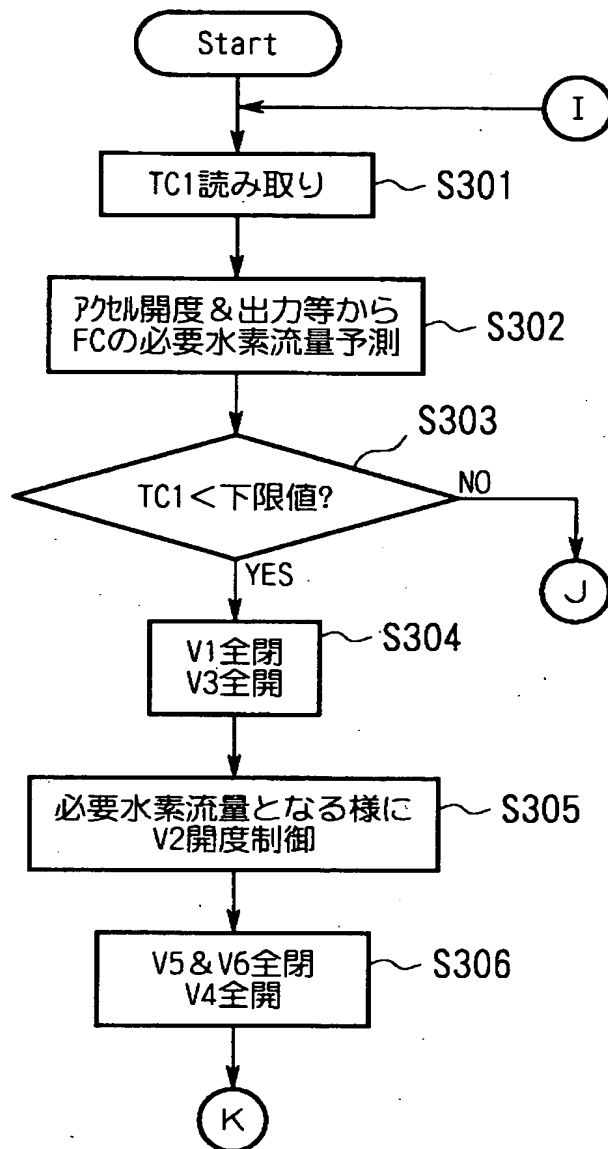 Start
I
TC1読み取り
S301
ｱｸｾﾙ開度＆出力等から
FCの必要水素流量予測
S302
S303
TC1＜下限値?
NO
YES
J
V1全閉
V3全開
S304
必要水素流量となる様に
V2開度制御
S305
V5＆V6全閉
V4全開
S306
K